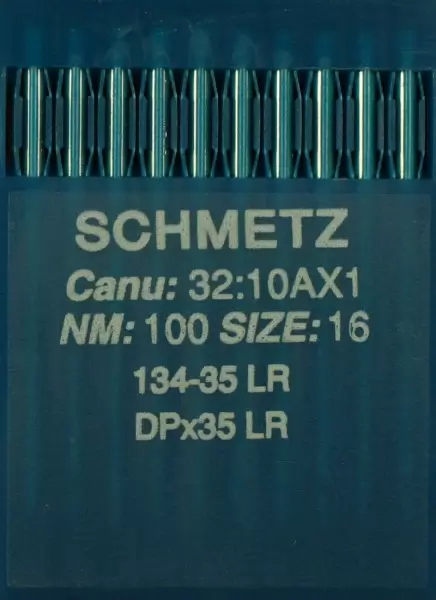 SCHMETZ
Canu: 32:10AX1
NM: 100 SIZE: 16
134-35 LR
DPx35 LR